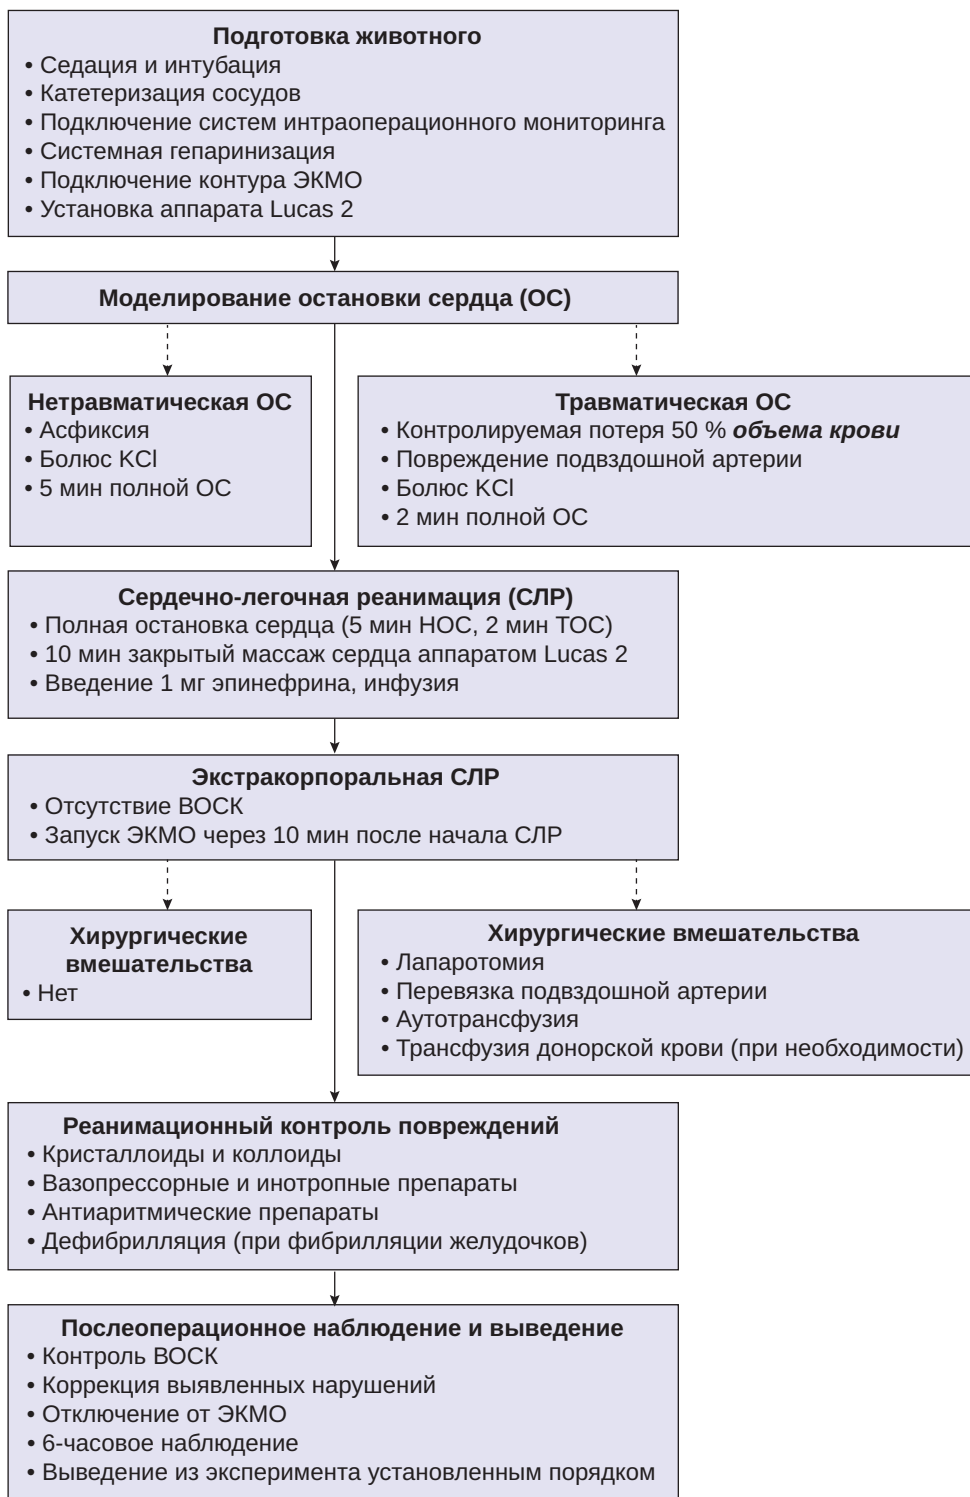 Подготовка животного
• Седация и интубация
• Катетеризация сосудов
• Подключение систем интраоперационного мониторинга
• Системная гепаринизация
• Подключение контура ЭКМО
• Установка аппарата Lucas 2
Моделирование остановки сердца (ОС)
Нетравматическая ОС
• Асфиксия
• Болюс KCl
• 5 мин полной ОС
Травматическая ОС
• Контролируемая потеря 50 % объема крови
• Повреждение подвздошной артерии
• Болюс KCl
• 2 мин полной ОС
Сердечно-легочная реанимация (СЛР)
• Полная остановка сердца (5 мин НОС, 2 мин ТОС)
• 10 мин закрытый массаж сердца аппаратом Lucas 2
• Введение 1 мг эпинефрина, инфузия
Экстракорпоральная СЛР
• Отсутствие ВОСК
• Запуск ЭКМО через 10 мин после начала СЛР
Хирургические
вмешательства
• Нет
Хирургические вмешательства
• Лапаротомия
• Перевязка подвздошной артерии
• Аутотрансфузия
• Трансфузия донорской крови (при необходимости)
Реанимационный контроль повреждений
• Кристаллоиды и коллоиды
• Вазопрессорные и инотропные препараты
• Антиаритмические препараты
• Дефибрилляция (при фибрилляции желудочков)
Послеоперационное наблюдение и выведение
• Контроль ВОСК
• Коррекция выявленных нарушений
• Отключение от ЭКМО
• 6-часовое наблюдение
• Выведение из эксперимента установленным порядком